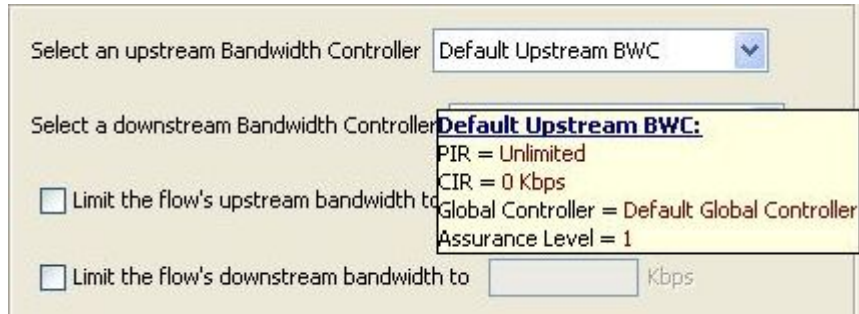 Select an upstream Bandwidth Controller Default Upstream BWC
Select a downstream Bandwidth Controller
Default Upstream BWC:
PIR = Unlimited
CIR = 0 Kbps
Global Controller = Default Global Controller
Assurance Level = 1
Limit the flow's upstream bandwidth to
Limit the flow's downstream bandwidth to Kbps